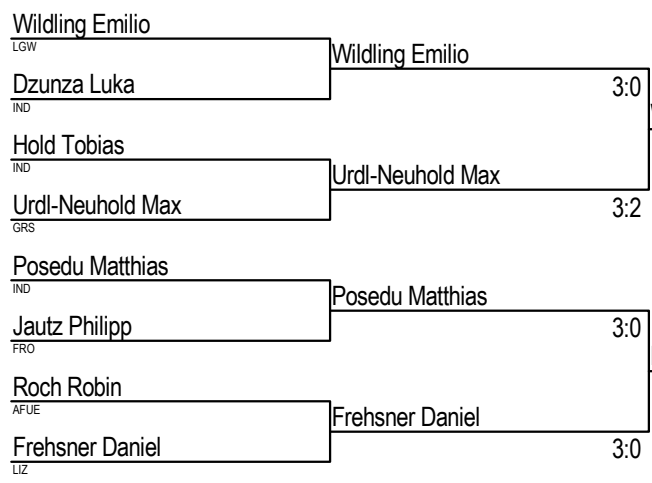 Wildling Emilio
LGW
Wildling Emilio
Dzunza Luka
3:0
IND
Hold Tobias
IND
Urdl-Neuhold Max
Urdl-Neuhold Max
3:2
GRS
Posedu Matthias
IND
Posedu Matthias
Jautz Philipp
3:0
FRO
Roch Robin
AFUE
Frehsner Daniel
Frehsner Daniel
3:0
LIZ